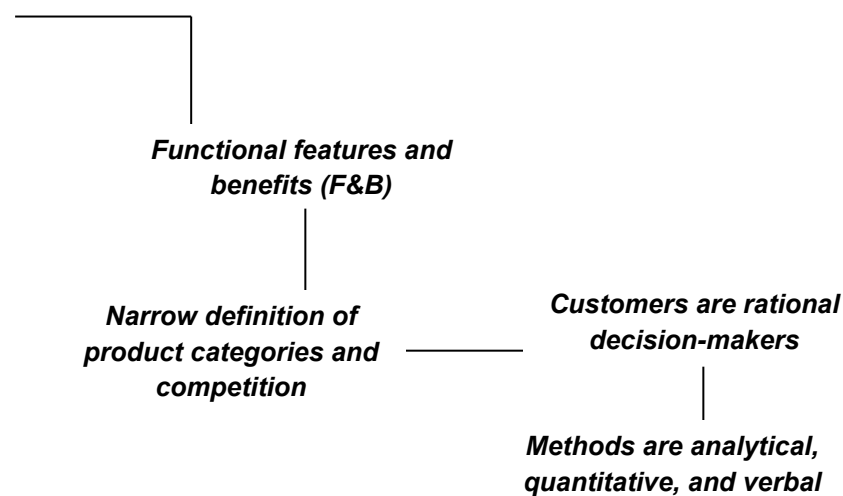 Functional features and
benefits (F&B)
Narrow definition of
product categories and
competition
Customers are rational
decision-makers
Methods are analytical,
quantitative, and verbal